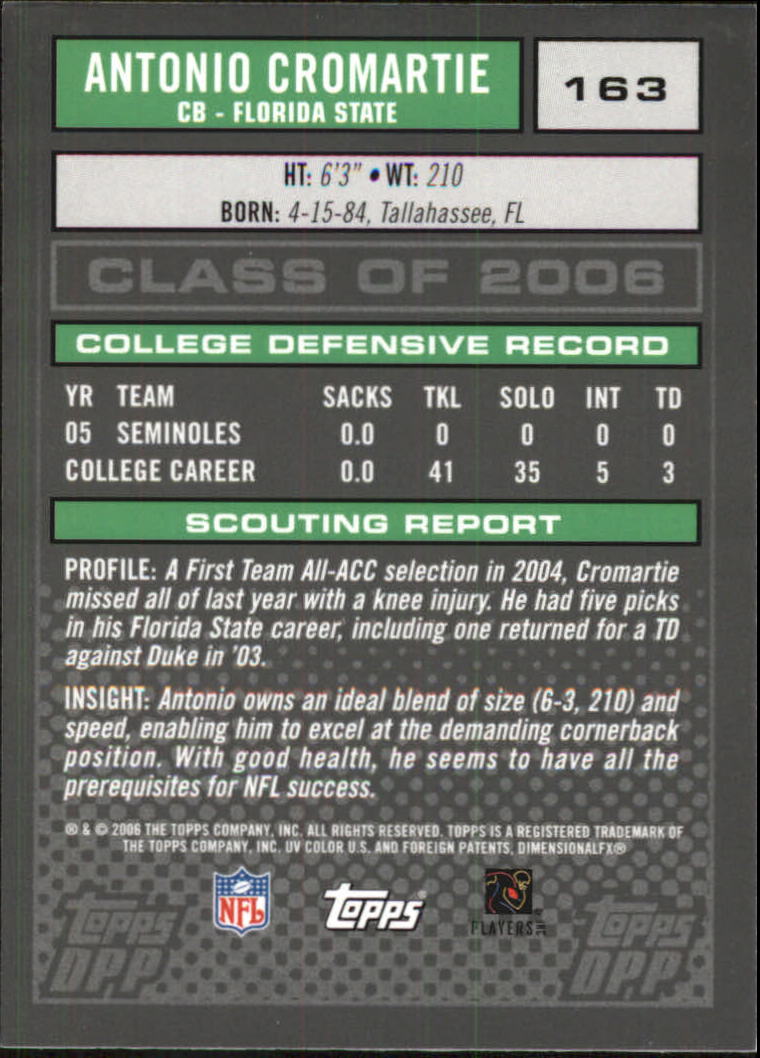 ANTONIO CROMARTIE
CB - FLORIDA STATE
163
HT: 6'3" • WT: 210
BORN: 4-15-84, Tallahassee, FL
CLASS OF 2006
COLLEGE DEFENSIVE RECORD
YR TEAM SACKS TKL SOLO INT TD
05 SEMINOLES 0.0 0 0 0 0
COLLEGE CAREER 0.0 41 35 5 3
SCOUTING REPORT
PROFILE: A First Team All-ACC selection in 2004, Cromartie
missed all of last year with a knee injury. He had five picks
in his Florida State career, including one returned for a TD
against Duke in '03.
INSIGHT: Antonio owns an ideal blend of size (6-3, 210) and
speed, enabling him to excel at the demanding cornerback
position. With good health, he seems to have all the
prerequisites for NFL success.
® & © 2006 THE TOPPS COMPANY, INC. ALL RIGHTS RESERVED. TOPPS IS A REGISTERED TRADEMARK OF
THE TOPPS COMPANY, INC. UV COLOR U.S. AND FOREIGN PATENTS, DIMENSIONALFX®
NFL
Topps
PLAYERS INC
Topps DPP
Topps DPP